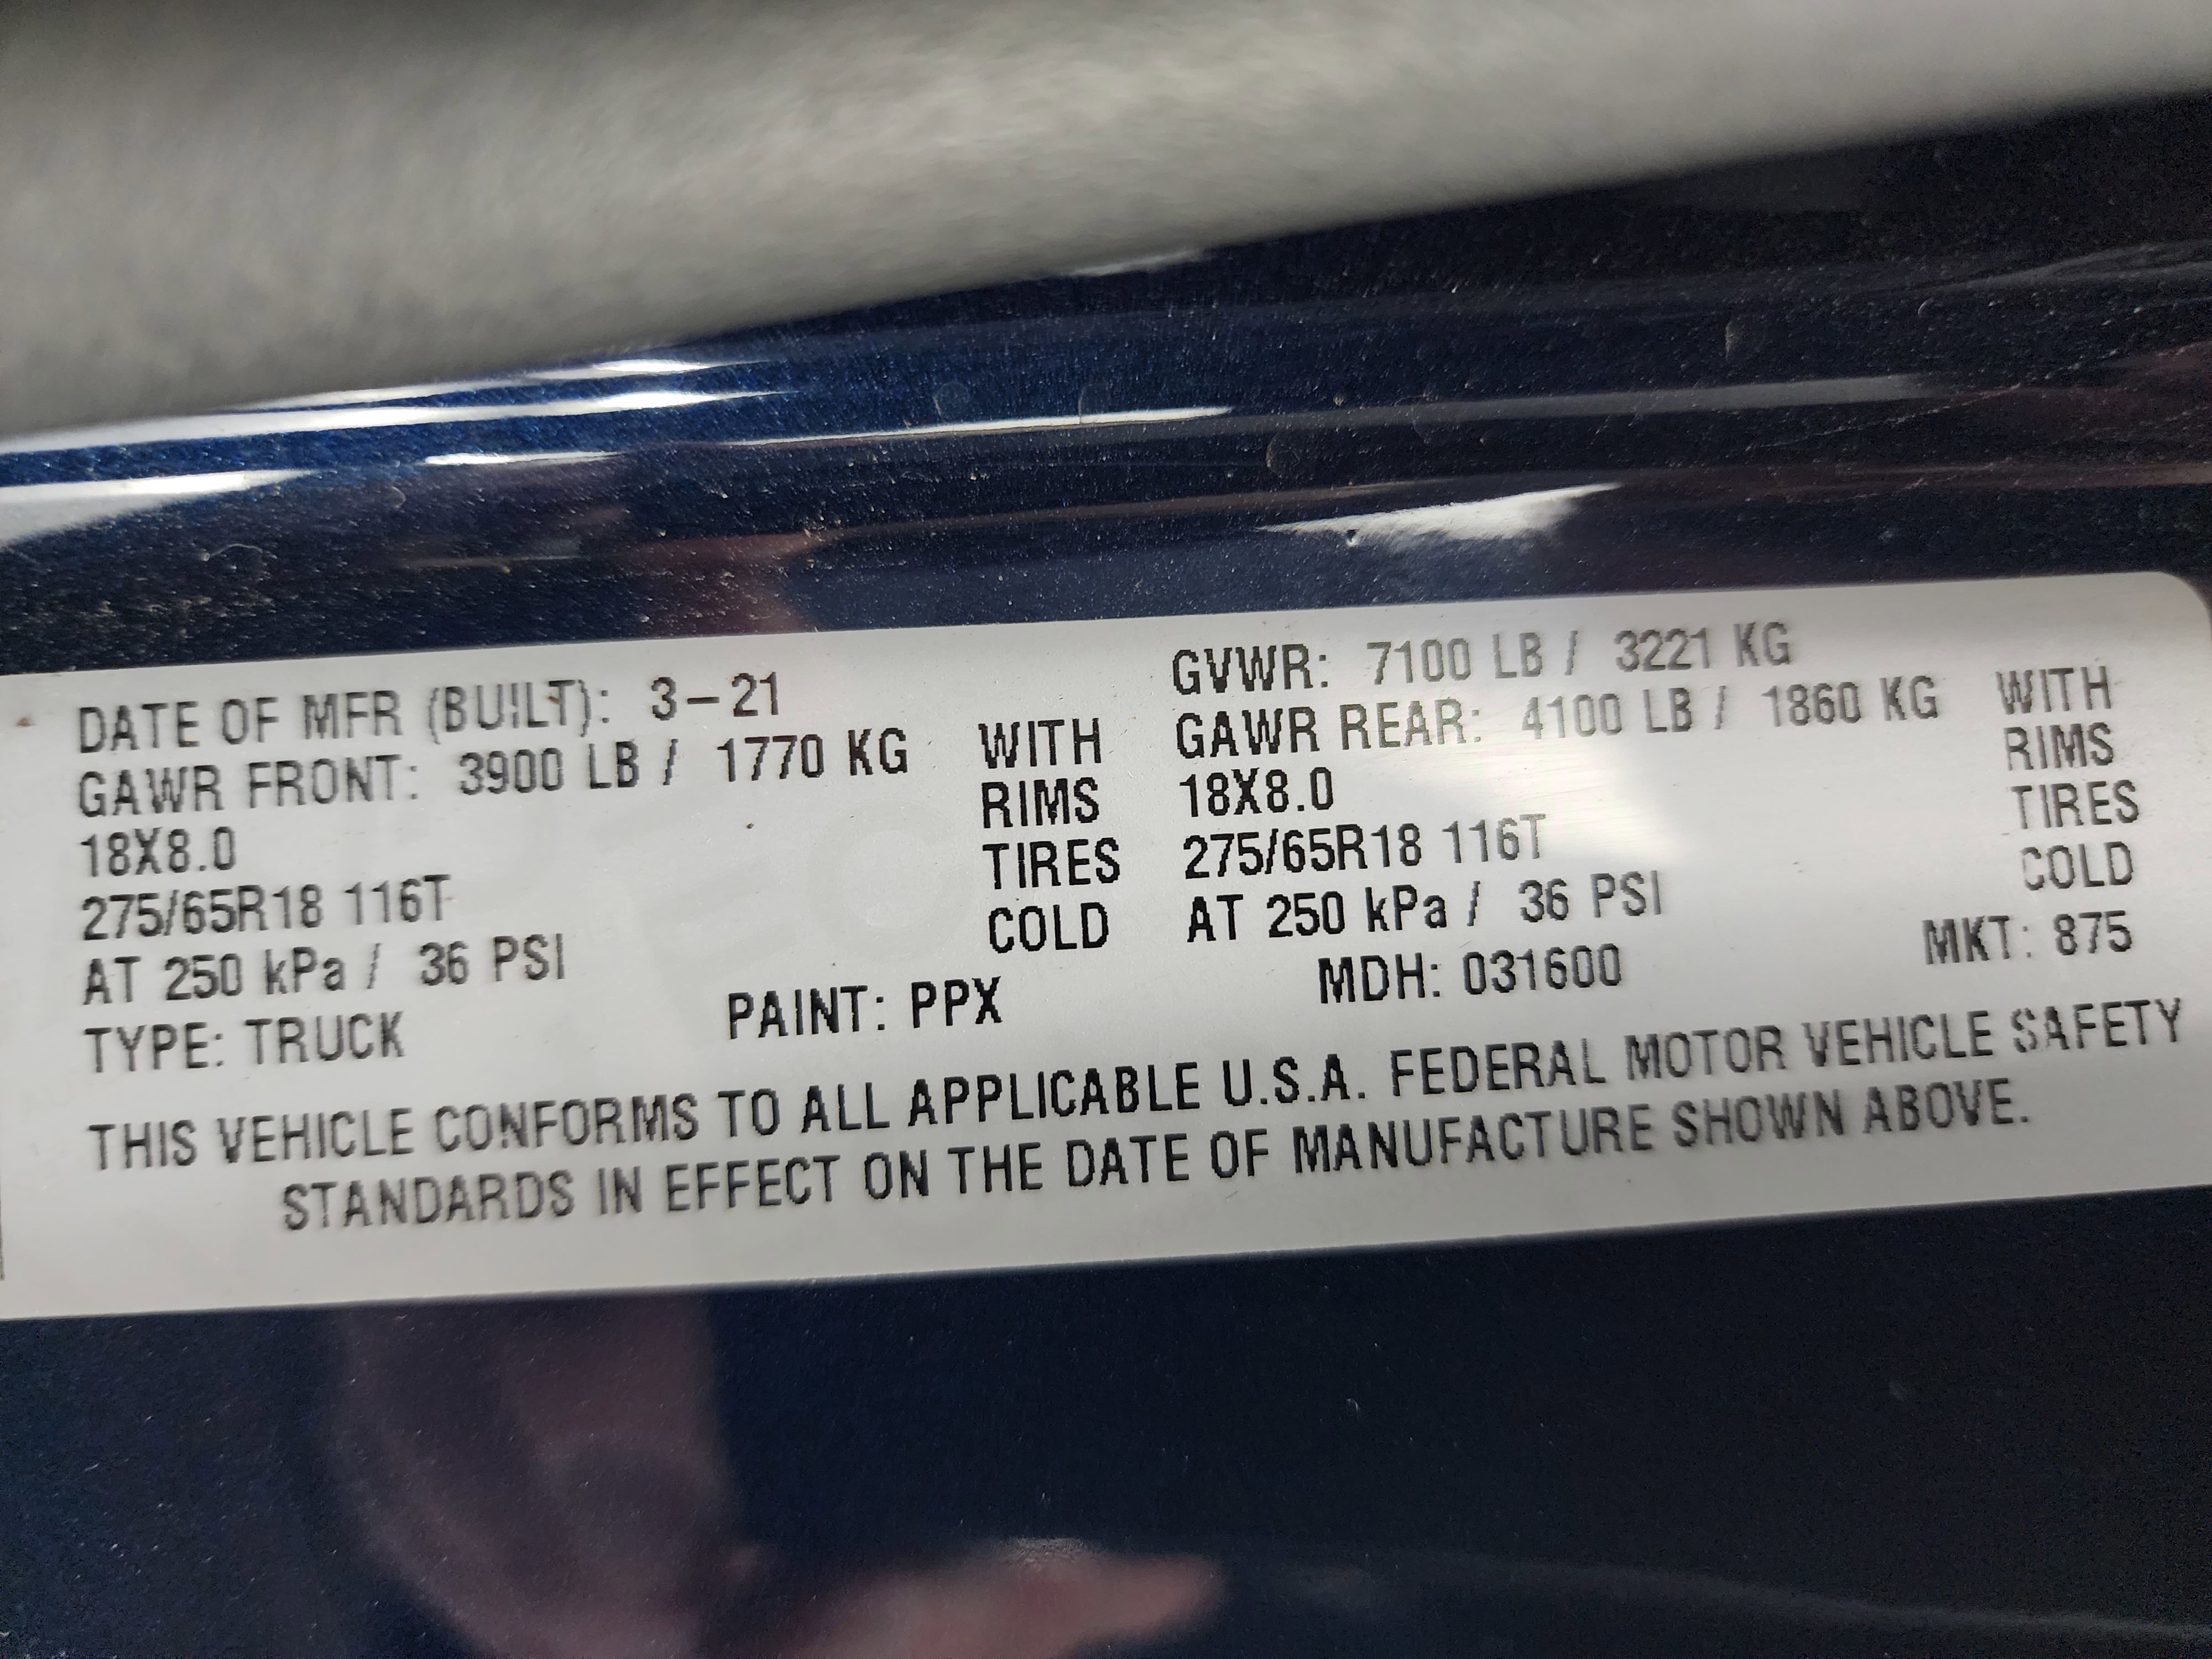 DATE OF MFR (BUILT): 3-21 GVWR: 7100 LB / 3221 KG
GAWR FRONT: 3900 LB / 1770 KG WITH GAWR REAR: 4100 LB / 1860 KG WITH
18X8.0 RIMS 18X8.0 RIMS
275/65R18 116T TIRES 275/65R18 116T TIRES
AT 250 kPa / 36 PSI COLD AT 250 kPa / 36 PSI COLD
TYPE: TRUCK PAINT: PPX MDH: 031600 MKT: 875
THIS VEHICLE CONFORMS TO ALL APPLICABLE U.S.A. FEDERAL MOTOR VEHICLE SAFETY
STANDARDS IN EFFECT ON THE DATE OF MANUFACTURE SHOWN ABOVE.